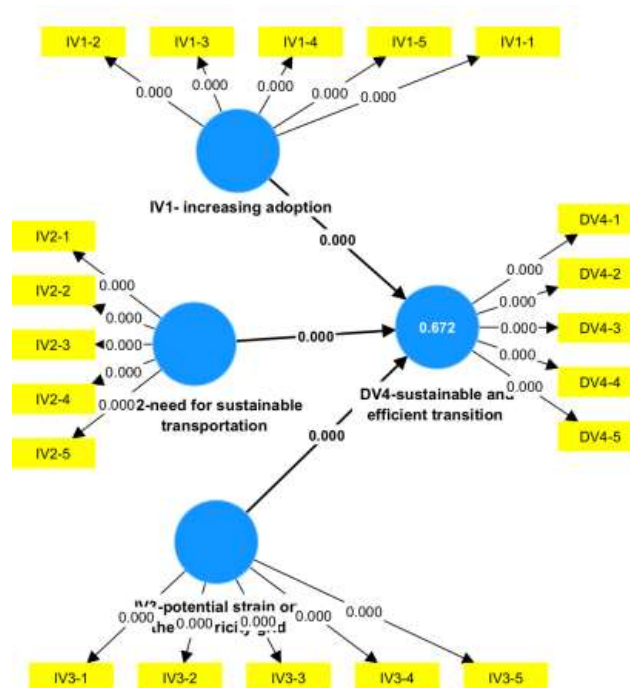 IV1-2
IV1-3
IV1-4
IV1-5
IV1-1
0.000
0.000
0.000
0.000
0.000
IV1- increasing adoption
0.000
IV2-1
IV2-2
IV2-3
IV2-4
IV2-5
0.000
0.000
0.000
0.000
0.000
2-need for sustainable
transportation
0.000
DV4-1
DV4-2
DV4-3
DV4-4
DV4-5
0.000
0.000
0.000
0.000
0.000
0.672
DV4-sustainable and
efficient transition
0.000
potential strain
the grid
0.000
0.000
0.000
0.000
0.000
IV3-1
IV3-2
IV3-3
IV3-4
IV3-5